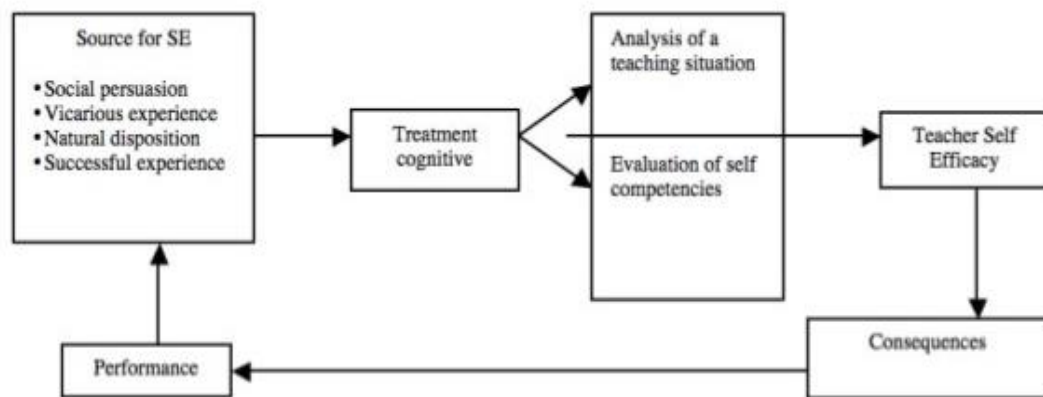 Source for SE
• Social persuasion
• Vicarious experience
• Natural disposition
• Successful experience
Treatment
cognitive
Analysis of a
teaching situation
Evaluation of self
competencies
Teacher Self
Efficacy
Consequences
Performance